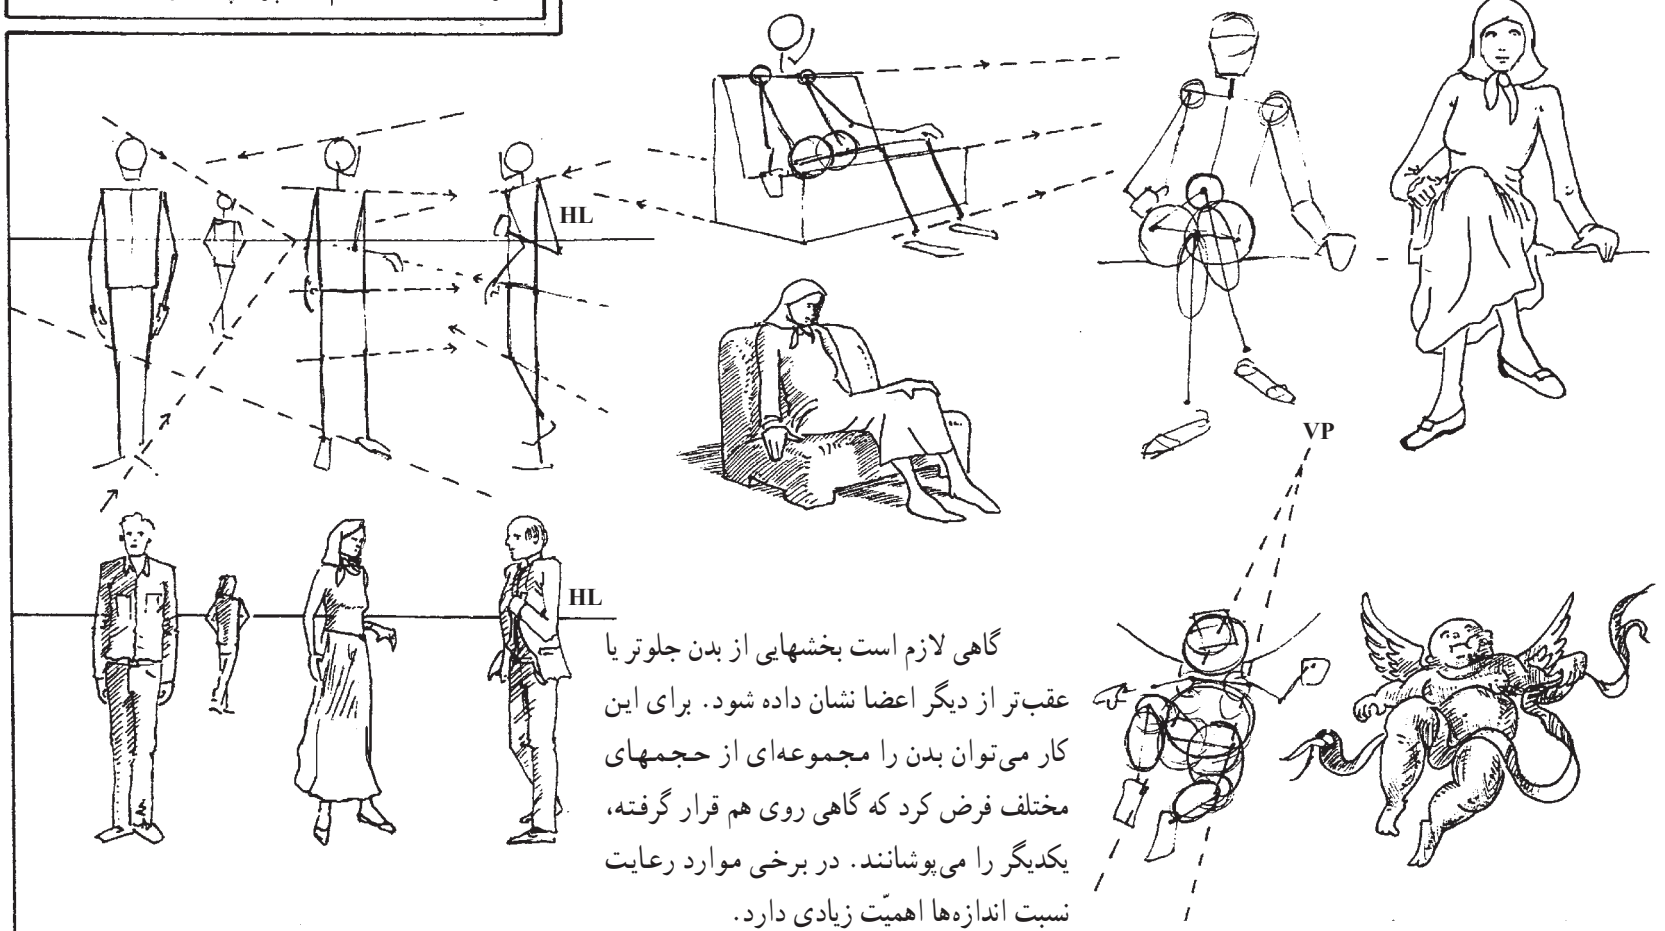 HL
VP
HL
گاهی لازم است بخشهایی از بدن جلوتر یا
عقب‌تر از دیگر اعضا نشان داده شود. برای این
کار می‌توان بدن را مجموعه‌ای از حجمهای
مختلف فرض کرد که گاهی روی هم قرار گرفته،
یکدیگر را می‌پوشانند. در برخی موارد رعایت
نسبت اندازه‌ها اهمیّت زیادی دارد.